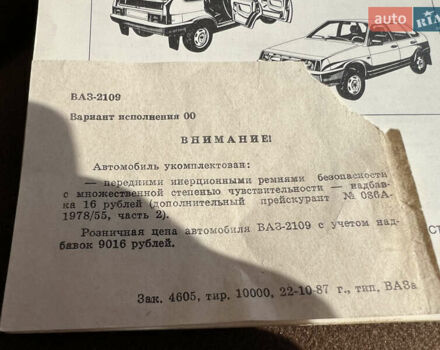 auto RIA
ВАЗ-2109
Вариант исполнения 00
ВНИМАНИЕ!
Автомобиль укомплектован:
— передними инерционными ремнями безопасности
с множественной степенью чувствительности — надбав-
ка 16 рублей (дополнительный прейскурант № 086А-
1978/55, часть 2).
Розничная цена автомобиля ВАЗ-2109 с учетом над-
бавок 9016 рублей.
Зак. 4605, тир. 10000, 22-10-87 г., тип, ВАЗа